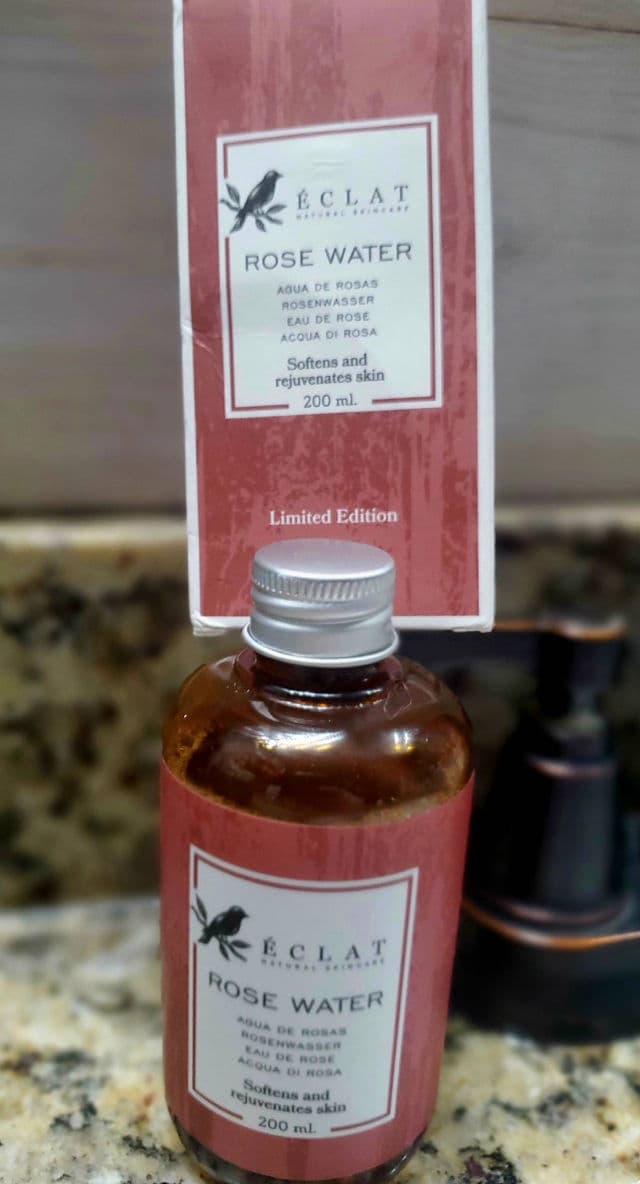 ÉCLAT
NATURAL SKINCARE
ROSE WATER
AGUA DE ROSAS
ROSENWASSER
EAU DE ROSE
ACQUA DI ROSA
Softens and
rejuvenates skin
200 ml.
Limited Edition
ÉCLAT
NATURAL SKINCARE
ROSE WATER
AGUA DE ROSAS
ROSENWASSER
EAU DE ROSE
ACQUA DI ROSA
Softens and
rejuvenates skin
200 ml.